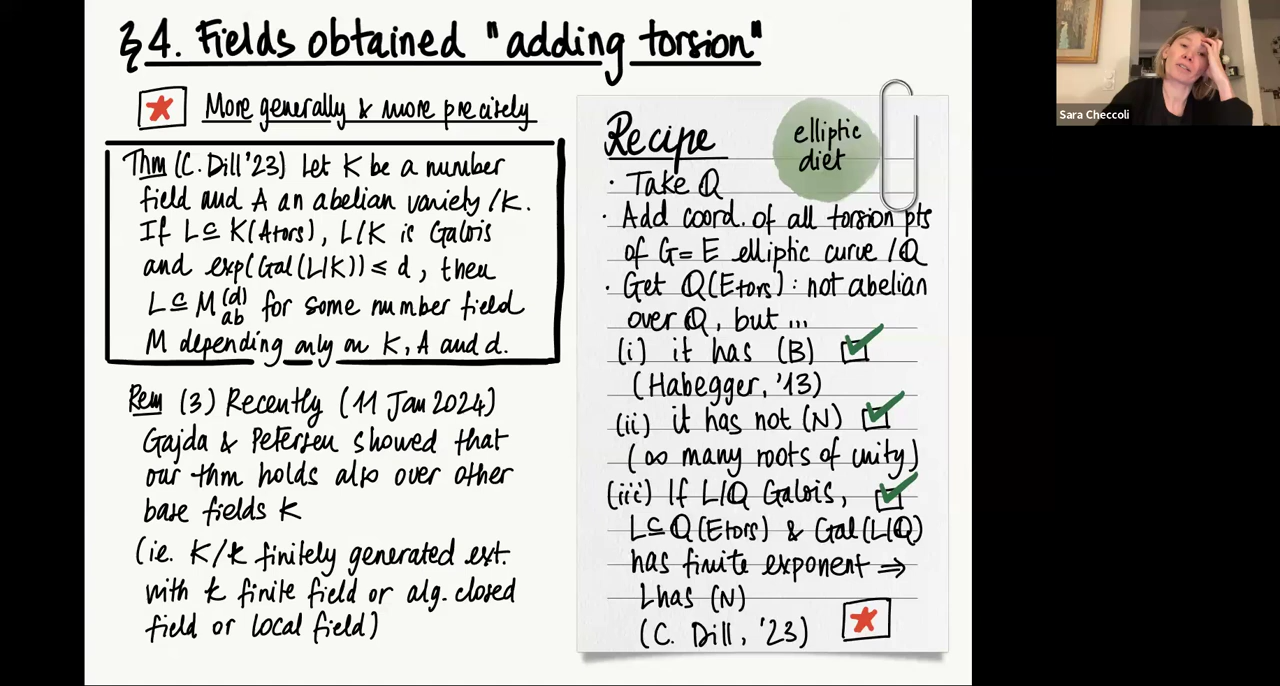 §4. Fields obtained "adding torsion"
More generally & more precisely
Thm (C. Dill '23) Let K be a number
field and A an abelian variety /K.
If L⊆K(Ators), L/K is Galois
and exp(Gal(L/K)) ≤ d, then
L⊆M_ab^(d) for some number field
M depending only on K, A and d.
Rem (3) Recently (11 Jan 2024)
Gajda & Petersen showed that
our thm holds also over other
base fields K
(ie. K/k finitely generated ext.
with k finite field or alg. closed
field or local field)
elliptic
diet
Recipe
· Take Q
· Add coord. of all torsion pts
of G=E elliptic curve /Q
· Get Q(Etors): not abelian
over Q, but ...
(i) it has (B)
(Habegger, '13)
(ii) it has not (N)
(∞ many roots of unity)
(iii) If L/Q Galois,
L⊆Q(Etors) & Gal(L/Q)
has finite exponent ⇒
L has (N)
(C. Dill, '23)
Sara Checcoli